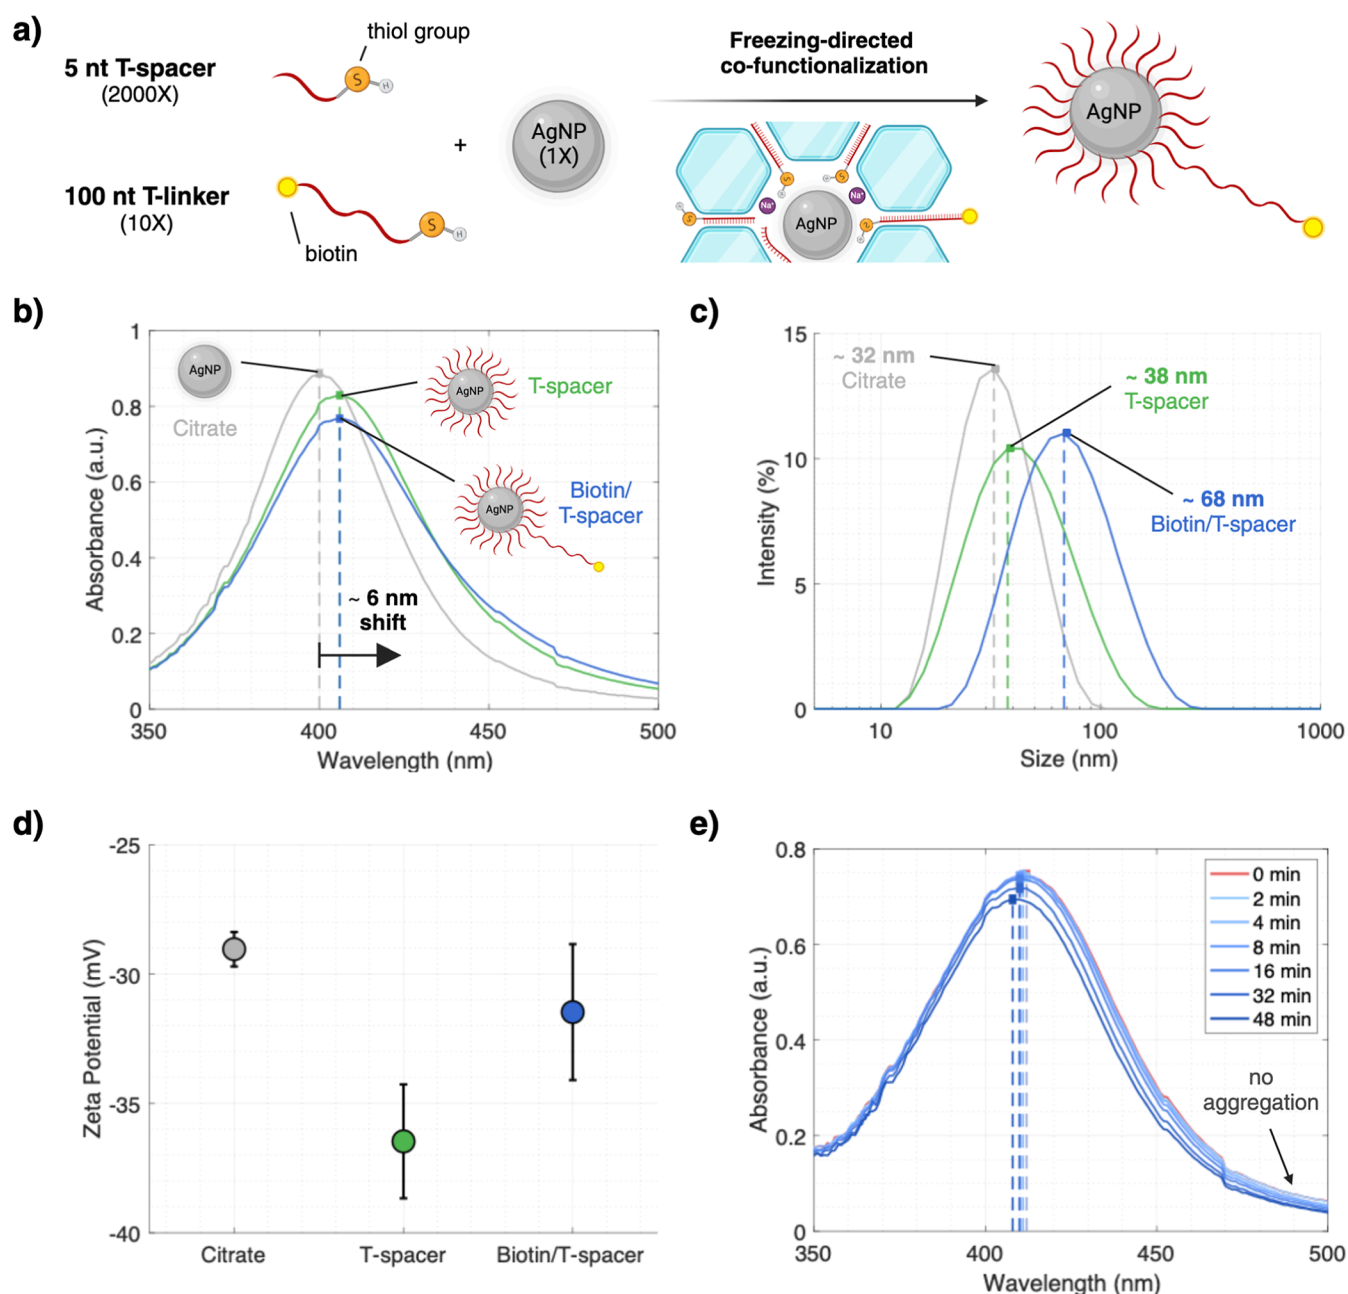 a)
5 nt T-spacer
(2000X)
thiol group
S
H
100 nt T-linker
(10X)
biotin
S
H
+
AgNP
(1X)
Freezing-directed
co-functionalization
S
H
S
H
Na+
Na+
S
H
S
H
AgNP
AgNP
b)
Absorbance (a.u.)
1
0.8
0.6
0.4
0.2
0
350
400
450
500
Wavelength (nm)
AgNP
Citrate
AgNP
T-spacer
AgNP
Biotin/
T-spacer
~ 6 nm
shift
c)
Intensity (%)
15
10
5
0
10
100
1000
Size (nm)
~ 32 nm
Citrate
~ 38 nm
T-spacer
~ 68 nm
Biotin/T-spacer
d)
Zeta Potential (mV)
-25
-30
-35
-40
Citrate
T-spacer
Biotin/T-spacer
e)
Absorbance (a.u.)
0.8
0.6
0.4
0.2
0
350
400
450
500
Wavelength (nm)
0 min
2 min
4 min
8 min
16 min
32 min
48 min
no
aggregation